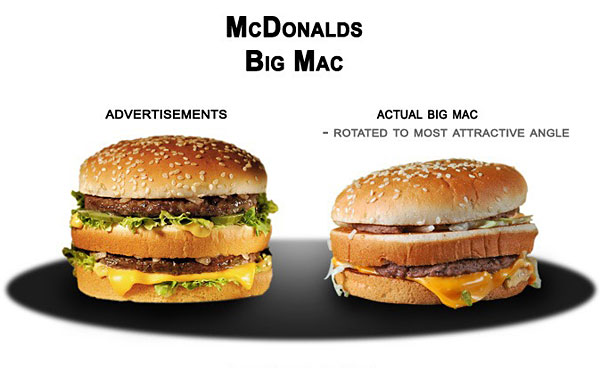 McDonalds
Big Mac
ADVERTISEMENTS
ACTUAL BIG MAC
- ROTATED TO MOST ATTRACTIVE ANGLE